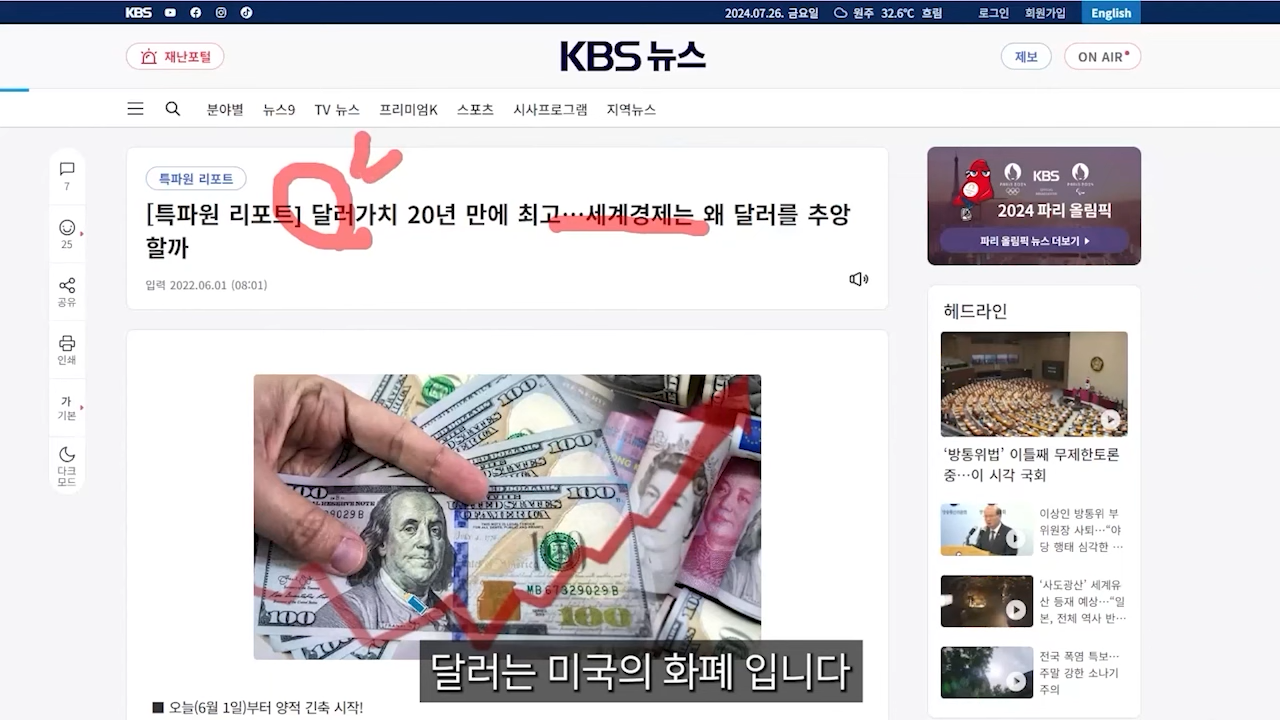 KBS
2024.07.26. 금요일 원주 32.6℃ 흐림 로그인 회원가입 English
재난포털
KBS 뉴스
제보
ON AIR
분야별 뉴스9 TV 뉴스 프리미엄K 스포츠 시사프로그램 지역뉴스
7
25
공유
인쇄
가
기본
다크
모드
특파원 리포트
[특파원 리포트] 달러가치 20년 만에 최고…세계경제는 왜 달러를 추앙
할까
입력 2022.06.01 (08:01)
100
MB67329029B
달러는 미국의 화폐 입니다
■ 오늘(6월 1일)부터 양적 긴축 시작!
KBS
2024 파리 올림픽
파리 올림픽 뉴스 더보기
헤드라인
‘방통위법’ 이틀째 무제한토론
중…이 시각 국회
이상인 방통위 부
위원장 사퇴…“야
당 행태 심각한 …
‘사도광산’ 세계유
산 등재 예상…“일
본, 전체 역사 반…
전국 폭염 특보…
주말 강한 소나기
주의